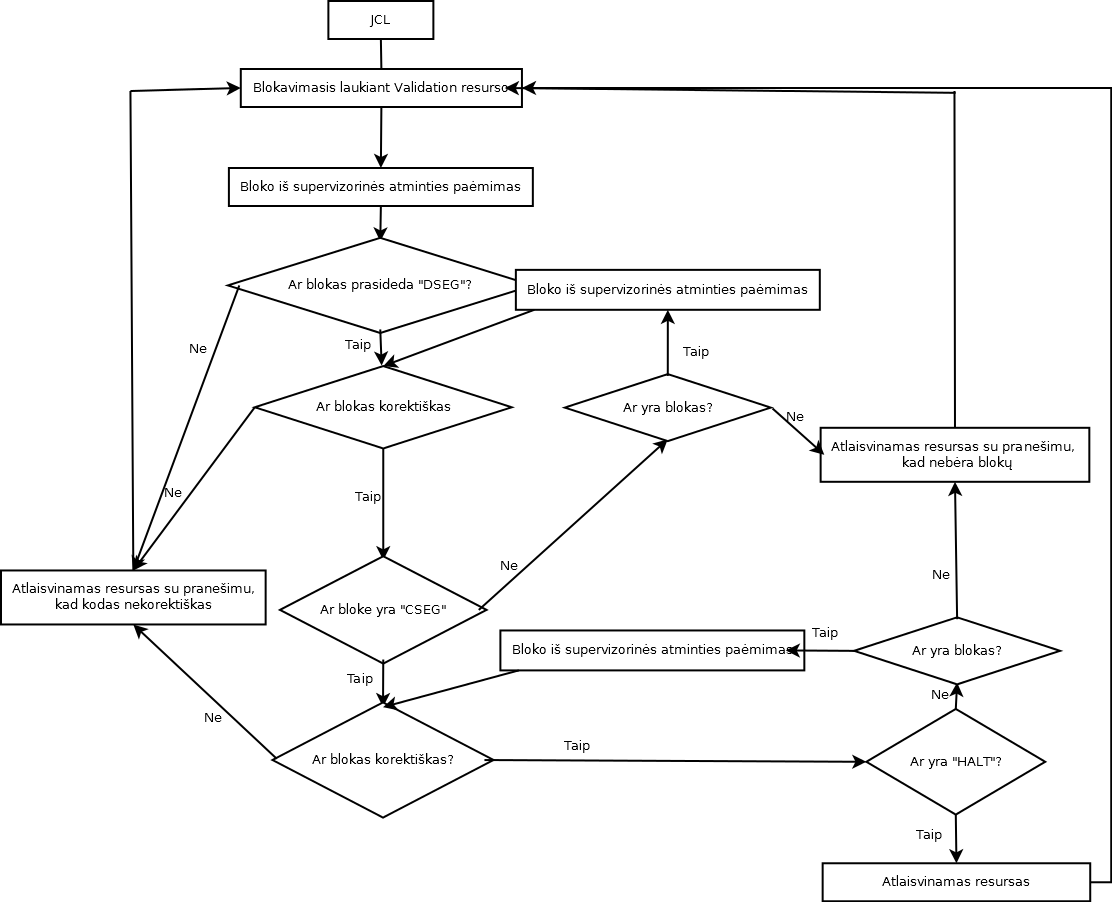 JCL
Blokavimasis laukiant Validation resurso
Bloko iš supervizorinės atminties paėmimas
Ar blokas prasideda "DSEG"?
Bloko iš supervizorinės atminties paėmimas
Ne
Taip
Taip
Ar blokas korektiškas
Ar yra blokas?
Ne
Atlaisvinamas resursas su pranešimu,
kad nebėra blokų
Ne
Taip
Ne
Ne
Atlaisvinamas resursas su pranešimu,
kad kodas nekorektiškas
Ar bloke yra "CSEG"
Taip
Bloko iš supervizorinės atminties paėmimas
Ar yra blokas?
Taip
Ne
Ne
Taip
Ar blokas korektiškas?
Ar yra "HALT"?
Taip
Atlaisvinamas resursas